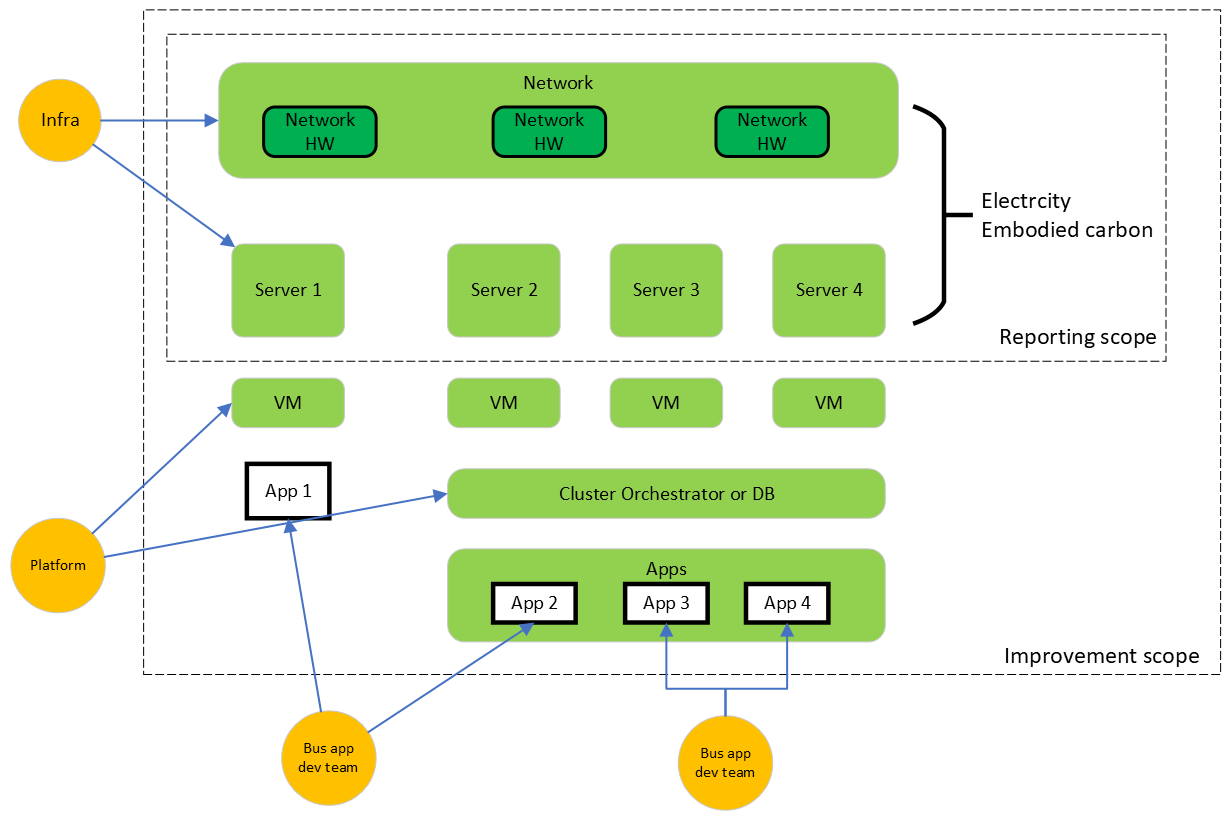 Network
Infra
Network
HW
Network
HW
Network
HW
Electrcity
Embodied carbon
Server 1
Server 2
Server 3
Server 4
Reporting scope
VM
VM
VM
VM
App 1
Cluster Orchestrator or DB
Platform
Apps
App 2
App 3
App 4
Improvement scope
Bus app
dev team
Bus app
dev team